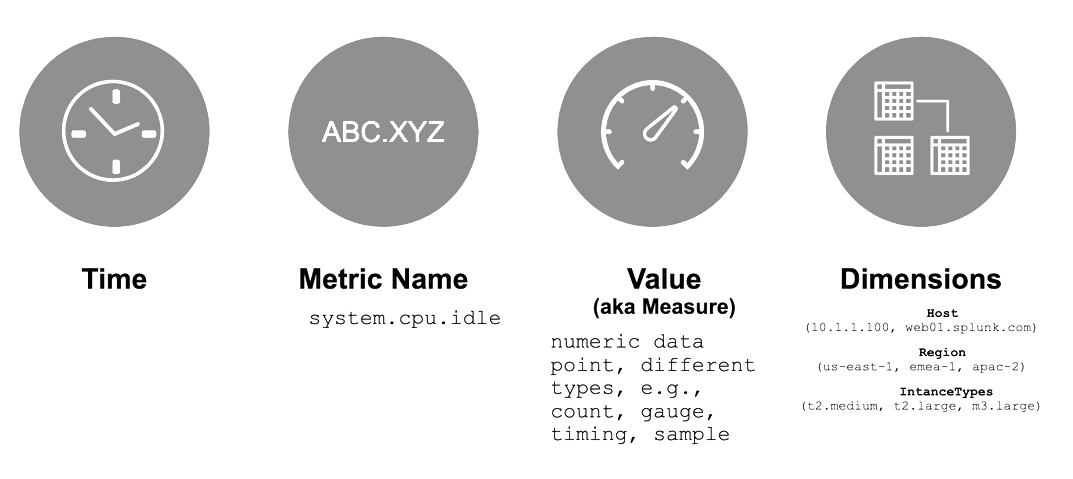 ABC.XYZ
Time
Metric Name
system.cpu.idle
Value
(aka Measure)
numeric data
point, different
types, e.g.,
count, gauge,
timing, sample
Dimensions
Host
(10.1.1.100, web01.splunk.com)
Region
(us-east-1, emea-1, apac-2)
IntanceTypes
(t2.medium, t2.large, m3.large)